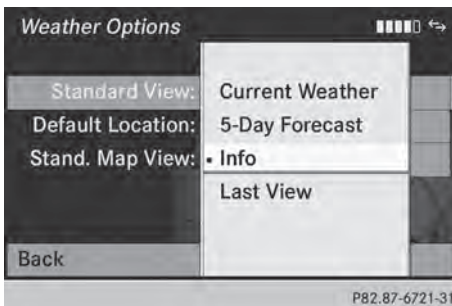 Weather Options
Standard View:
Current Weather
Default Location:
5-Day Forecast
Stand. Map View:
• Info
Last View
Back
P82.87-6721-31